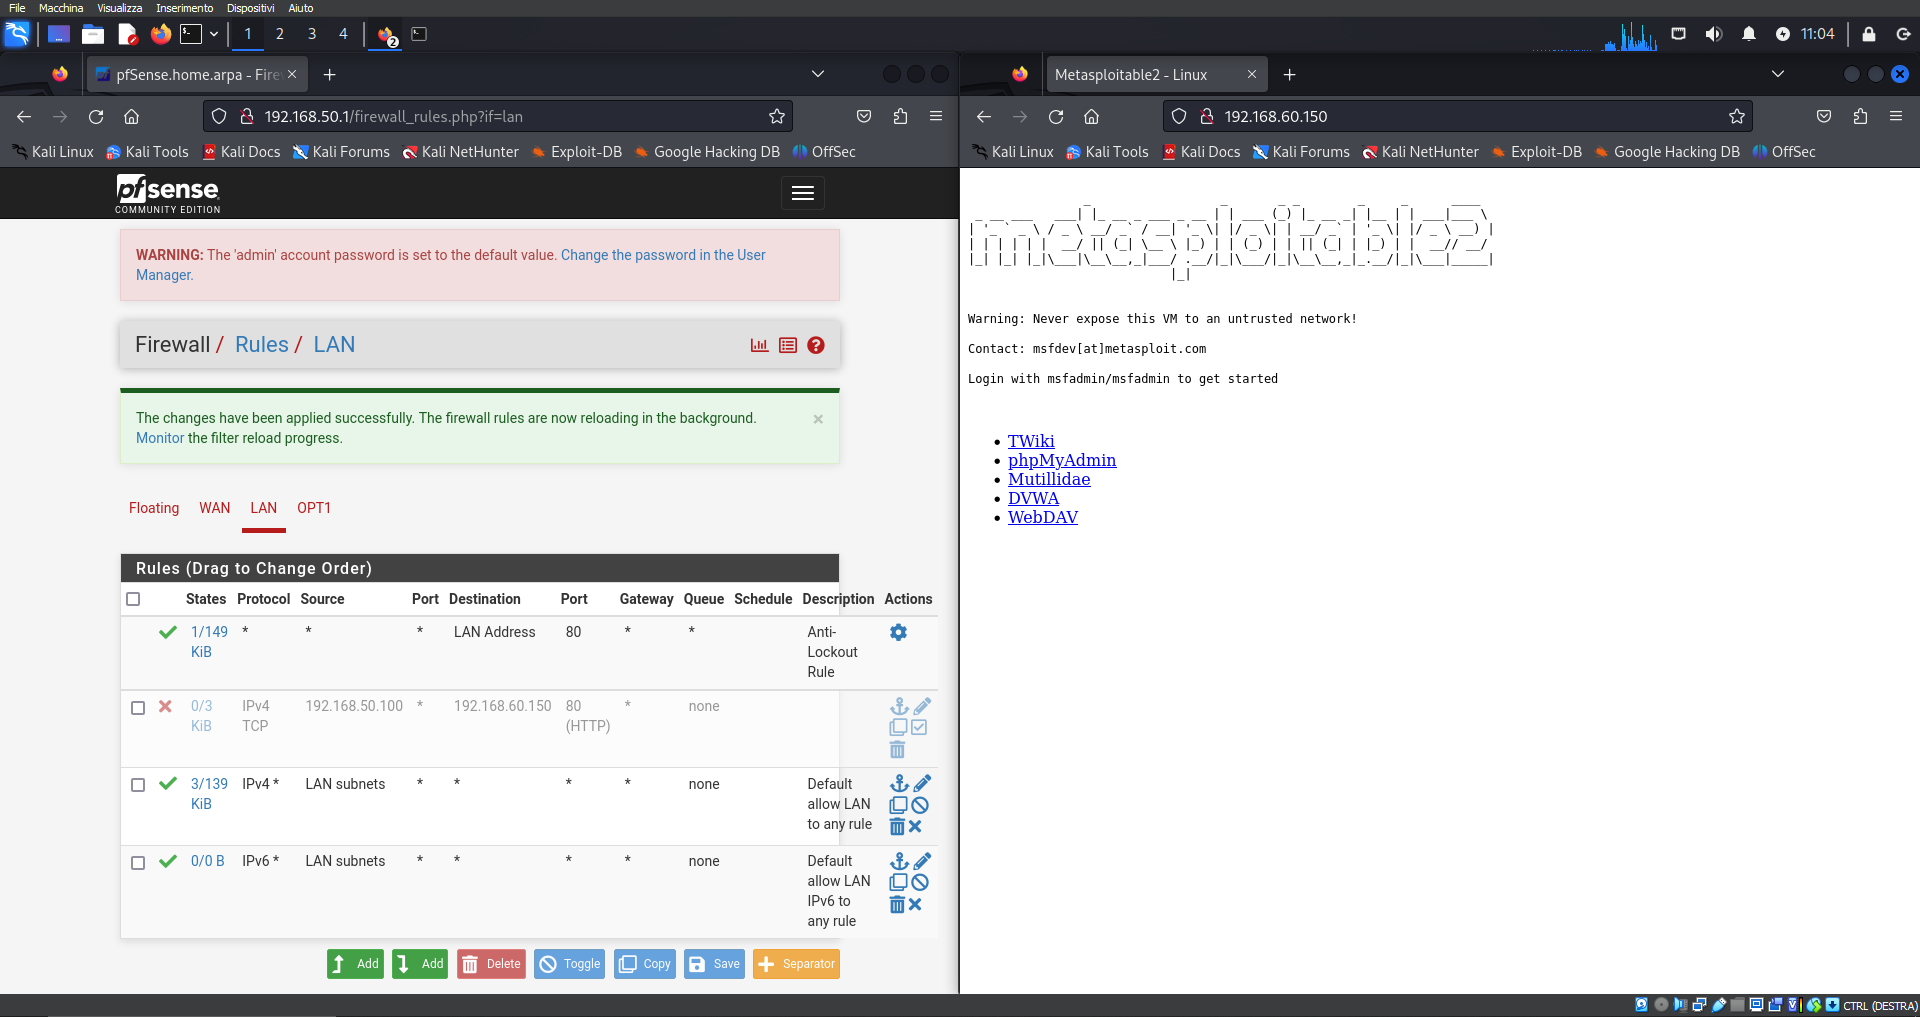 File Macchina Visualizza Inserimento Dispositivi Aiuto
1 2 3 4 2 11:04
pfSense.home.arpa - Fire
192.168.50.1/firewall_rules.php?if=lan
Kali Linux Kali Tools Kali Docs Kali Forums Kali NetHunter Exploit-DB Google Hacking DB OffSec
pfsense
COMMUNITY EDITION
WARNING: The 'admin' account password is set to the default value. Change the password in the User
Manager.
Firewall / Rules / LAN
The changes have been applied successfully. The firewall rules are now reloading in the background.
Monitor the filter reload progress.
Floating WAN LAN OPT1
Rules (Drag to Change Order)
States Protocol Source Port Destination Port Gateway Queue Schedule Description Actions
1/149 * * * LAN Address 80 * * Anti-
KiB Lockout
Rule
0/3 IPv4 192.168.50.100 * 192.168.60.150 80 * none
KiB TCP (HTTP)
3/139 IPv4 * LAN subnets * * * * none Default
KiB allow LAN
to any rule
0/0 B IPv6 * LAN subnets * * * * none Default
allow LAN
IPv6 to
any rule
Add Add Delete Toggle Copy Save Separator
Metasploitable2 - Linux
192.168.60.150
Kali Linux Kali Tools Kali Docs Kali Forums Kali NetHunter Exploit-DB Google Hacking DB OffSec
metasploitable2
Warning: Never expose this VM to an untrusted network!
Contact: msfdev[at]metasploit.com
Login with msfadmin/msfadmin to get started
TWiki
phpMyAdmin
Mutillidae
DVWA
WebDAV
CTRL (DESTRA)